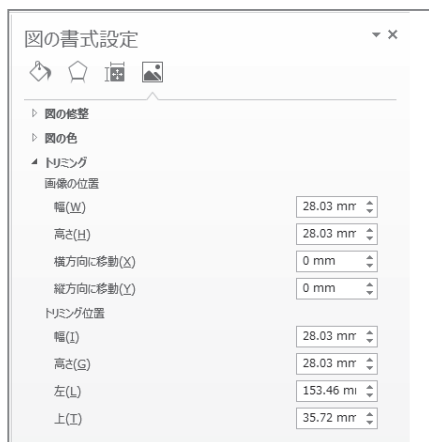 図の書式設定
図の修整
図の色
トリミング
画像の位置
幅(W) 28.03 mm
高さ(H) 28.03 mm
横方向に移動(X) 0 mm
縦方向に移動(Y) 0 mm
トリミング位置
幅(I) 28.03 mm
高さ(G) 28.03 mm
左(L) 153.46 m
上(T) 35.72 mm